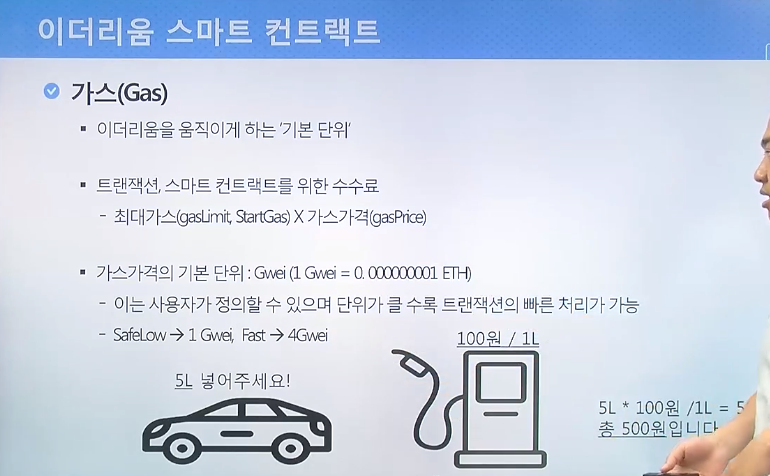 이더리움 스마트 컨트랙트
가스(Gas)
▪ 이더리움을 움직이게 하는 '기본 단위'
▪ 트랜잭션, 스마트 컨트랙트를 위한 수수료
- 최대가스(gasLimit, StartGas) X 가스가격(gasPrice)
▪ 가스가격의 기본 단위 : Gwei (1 Gwei = 0. 000000001 ETH)
- 이는 사용자가 정의할 수 있으며 단위가 클 수록 트랜잭션의 빠른 처리가 가능
- SafeLow → 1 Gwei, Fast → 4Gwei
100원 / 1L
5L 넣어주세요!
5L * 100원 /1L = 5
총 500원입니다